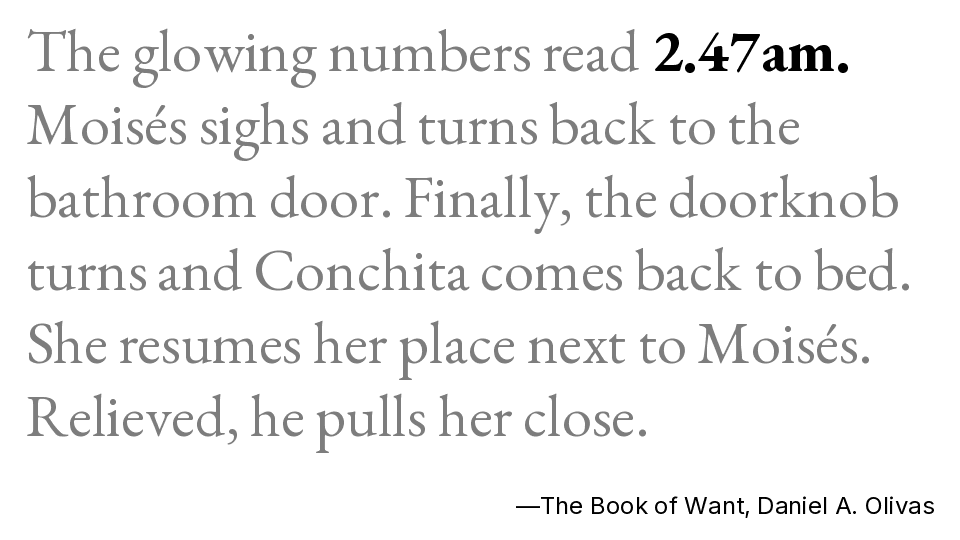 The glowing numbers read 2.47am.
Moisés sighs and turns back to the
bathroom door. Finally, the doorknob
turns and Conchita comes back to bed.
She resumes her place next to Moisés.
Relieved, he pulls her close.
—The Book of Want, Daniel A. Olivas